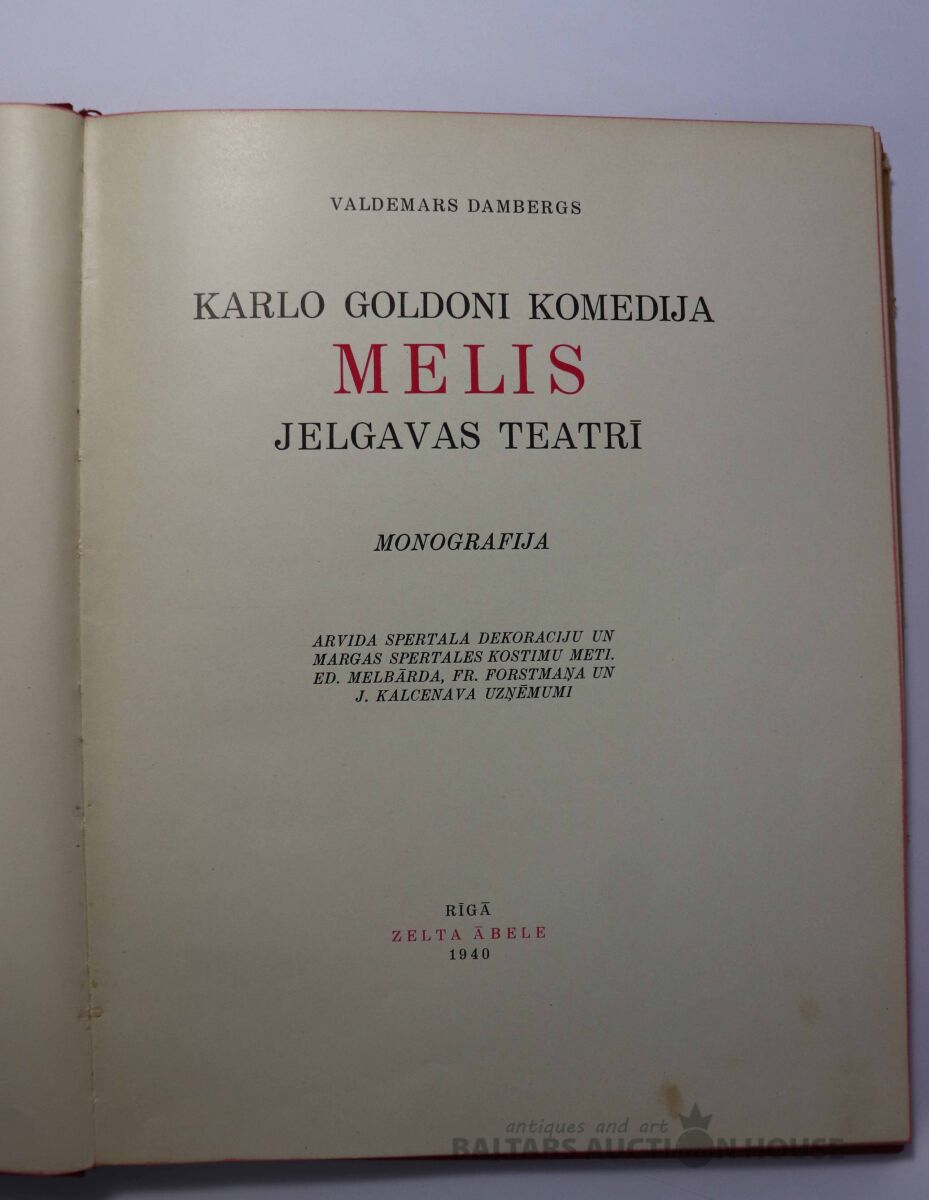 VALDEMARS DAMBERGS
KARLO GOLDONI KOMEDIJA
MELIS
JELGAVAS TEATRĪ
MONOGRAFIJA
ARVIDA SPERTALA DEKORACIJU UN
MARGAS SPERTALES KOSTIMU METI.
ED. MELBĀRDA, FR. FORSTMAŅA UN
J. KALCENAVA UZŅĒMUMI
RĪGĀ
ZELTA ĀBELE
1940
antiques and art
BALTARS AUCTION HOUSE